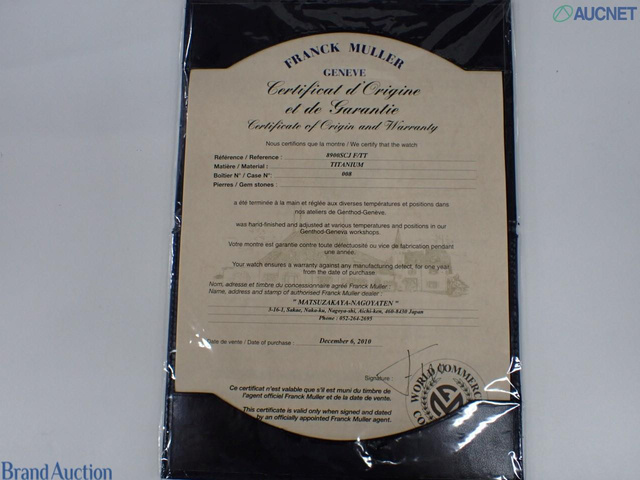 AUCNET
FRANCK MULLER
GENEVE
Certificat d'Origine
et de Garantie
Certificate of Origin and Warranty
Nous certifions que la montre / We certify that the watch
Référence / Reference : 8900SCJ F/TT
Matière / Material : TITANIUM
Boîtier N° / Case N°: 008
Pierres / Gem stones :
a été terminée à la main et réglée aux diverses températures et positions dans
nos ateliers de Genthod-Genève.
was hand-finished and adjusted at various temperatures and positions in our
Genthod-Geneva workshops.
Votre montre est garantie contre toute défectuosité ou vice de fabrication pendant
une année.
Your watch ensures a warranty against any manufacturing defect, for one year
from the date of purchase.
Nom, adresse et timbre du concessionnaire agréé Franck Muller :
Name, address and stamp of authorised Franck Muller dealer :
" MATSUZAKAYA-NAGOYATEN "
3-16-1, Sakae, Naka-ku, Nagoya-shi, Aichi-ken, 460-8430 Japan
Phone : 052-264-2695
Date de vente / Date of purchase : December 6, 2010
Signature :
WORLD COMMERC
CO
Ce certificat n'est valable que s'il est muni du timbre de
l'agent officiel Franck Muller et de la date de vente.
This certificate is valid only when signed and dated
by an officially appointed Franck Muller agent.
Brand Auction